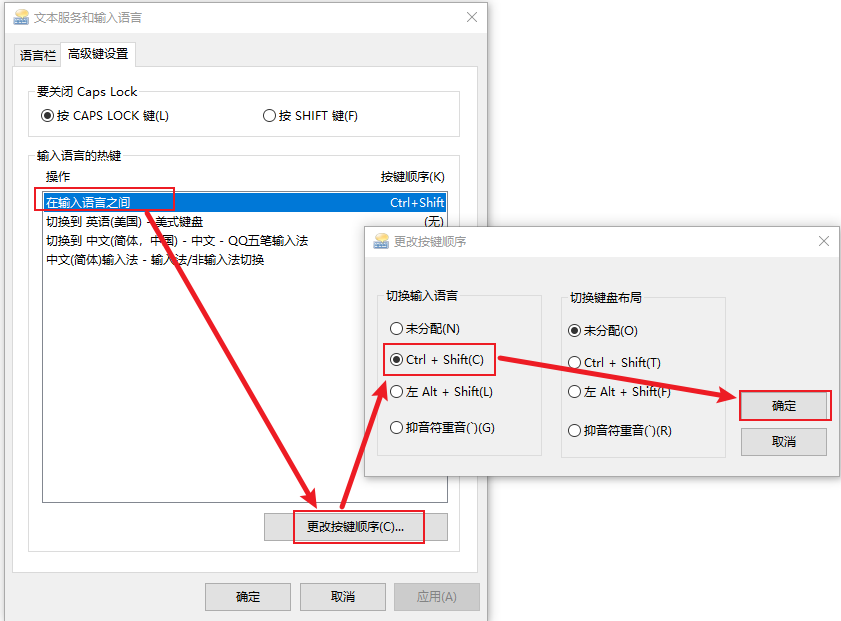 文本服务和输入语言
语言栏
高级键设置
要关闭 Caps Lock
按 CAPS LOCK 键(L)
按 SHIFT 键(F)
输入语言的热键
操作
按键顺序(K)
在输入语言之间
Ctrl+Shift
切换到 英语(美国) - 美式键盘
(无)
切换到 中文(简体，中国) - 中文 - QQ五笔输入法
中文(简体)输入法 - 输入法/非输入法切换
更改按键顺序(C)...
确定
取消
应用(A)
更改按键顺序
切换输入语言
未分配(N)
Ctrl + Shift(C)
左 Alt + Shift(L)
抑音符重音(`)(G)
切换键盘布局
未分配(O)
Ctrl + Shift(T)
左 Alt + Shift(F)
抑音符重音(`)(R)
确定
取消